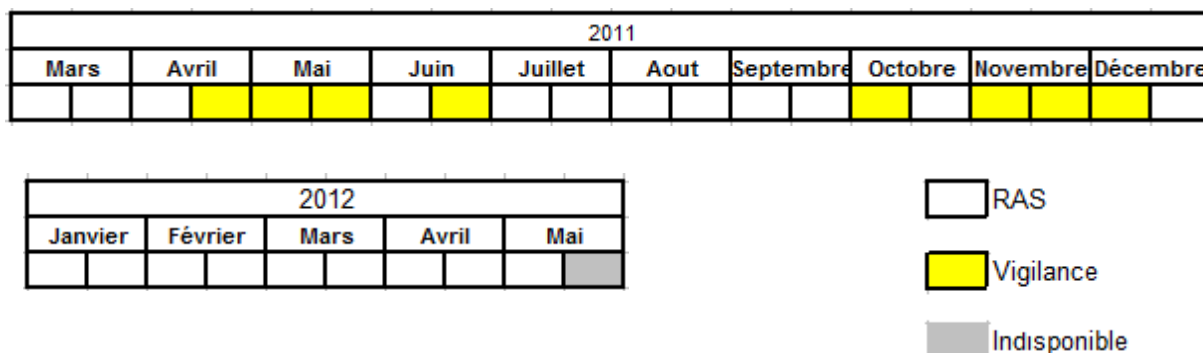 2011
Mars Avril Mai Juin Juillet Aout Septembre Octobre Novembre Décembre
2012
Janvier Février Mars Avril Mai
RAS
Vigilance
Indisponible